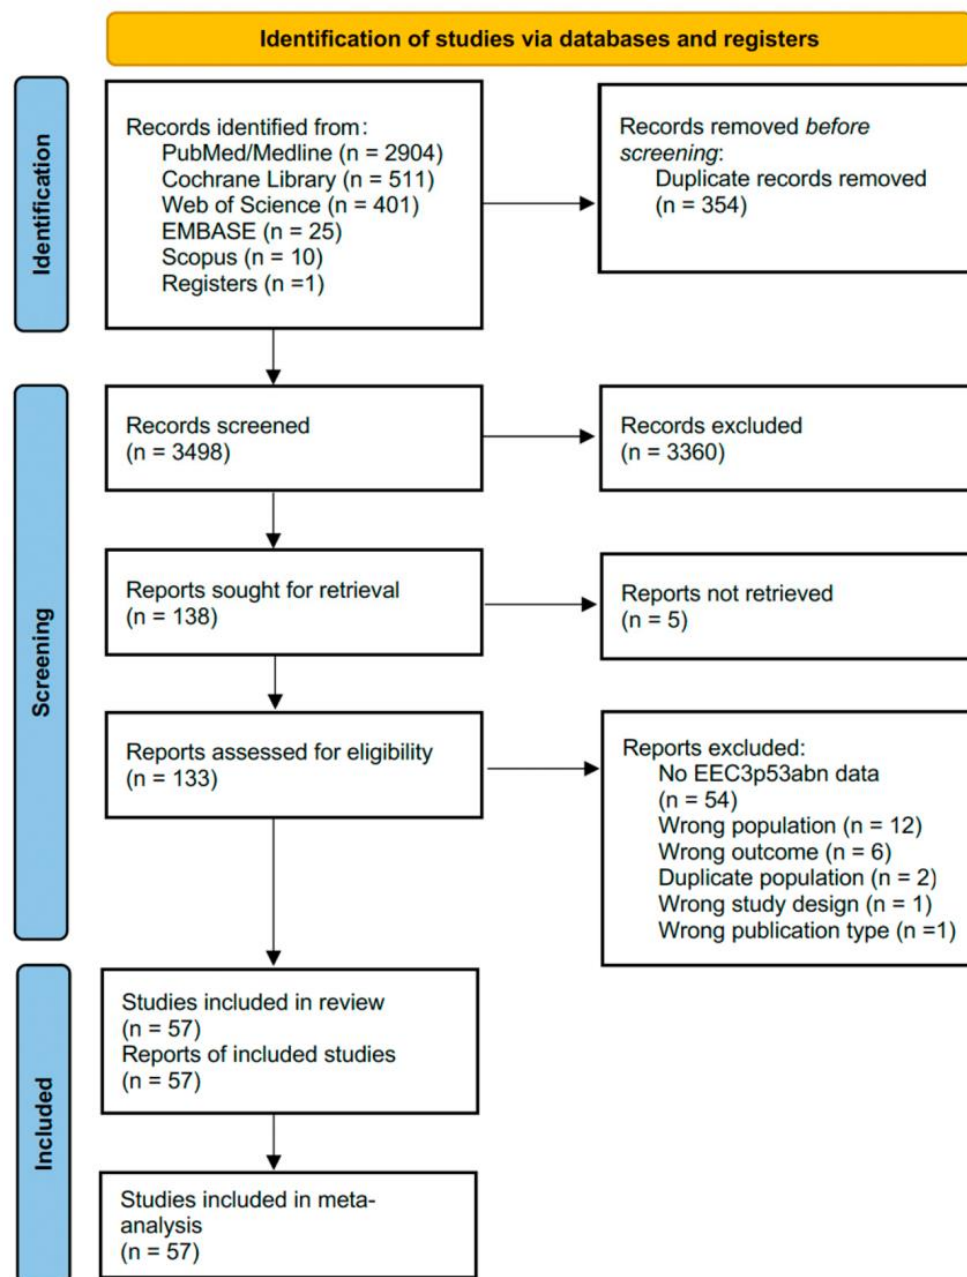 Identification of studies via databases and registers
Identification
Records identified from:
PubMed/Medline (n = 2904)
Cochrane Library (n = 511)
Web of Science (n = 401)
EMBASE (n = 25)
Scopus (n = 10)
Registers (n =1)
Records removed before
screening:
Duplicate records removed
(n = 354)
Screening
Records screened
(n = 3498)
Records excluded
(n = 3360)
Reports sought for retrieval
(n = 138)
Reports not retrieved
(n = 5)
Reports assessed for eligibility
(n = 133)
Reports excluded:
No EEC3p53abn data
(n = 54)
Wrong population (n = 12)
Wrong outcome (n = 6)
Duplicate population (n = 2)
Wrong study design (n = 1)
Wrong publication type (n =1)
Included
Studies included in review
(n = 57)
Reports of included studies
(n = 57)
Studies included in meta-
analysis
(n = 57)